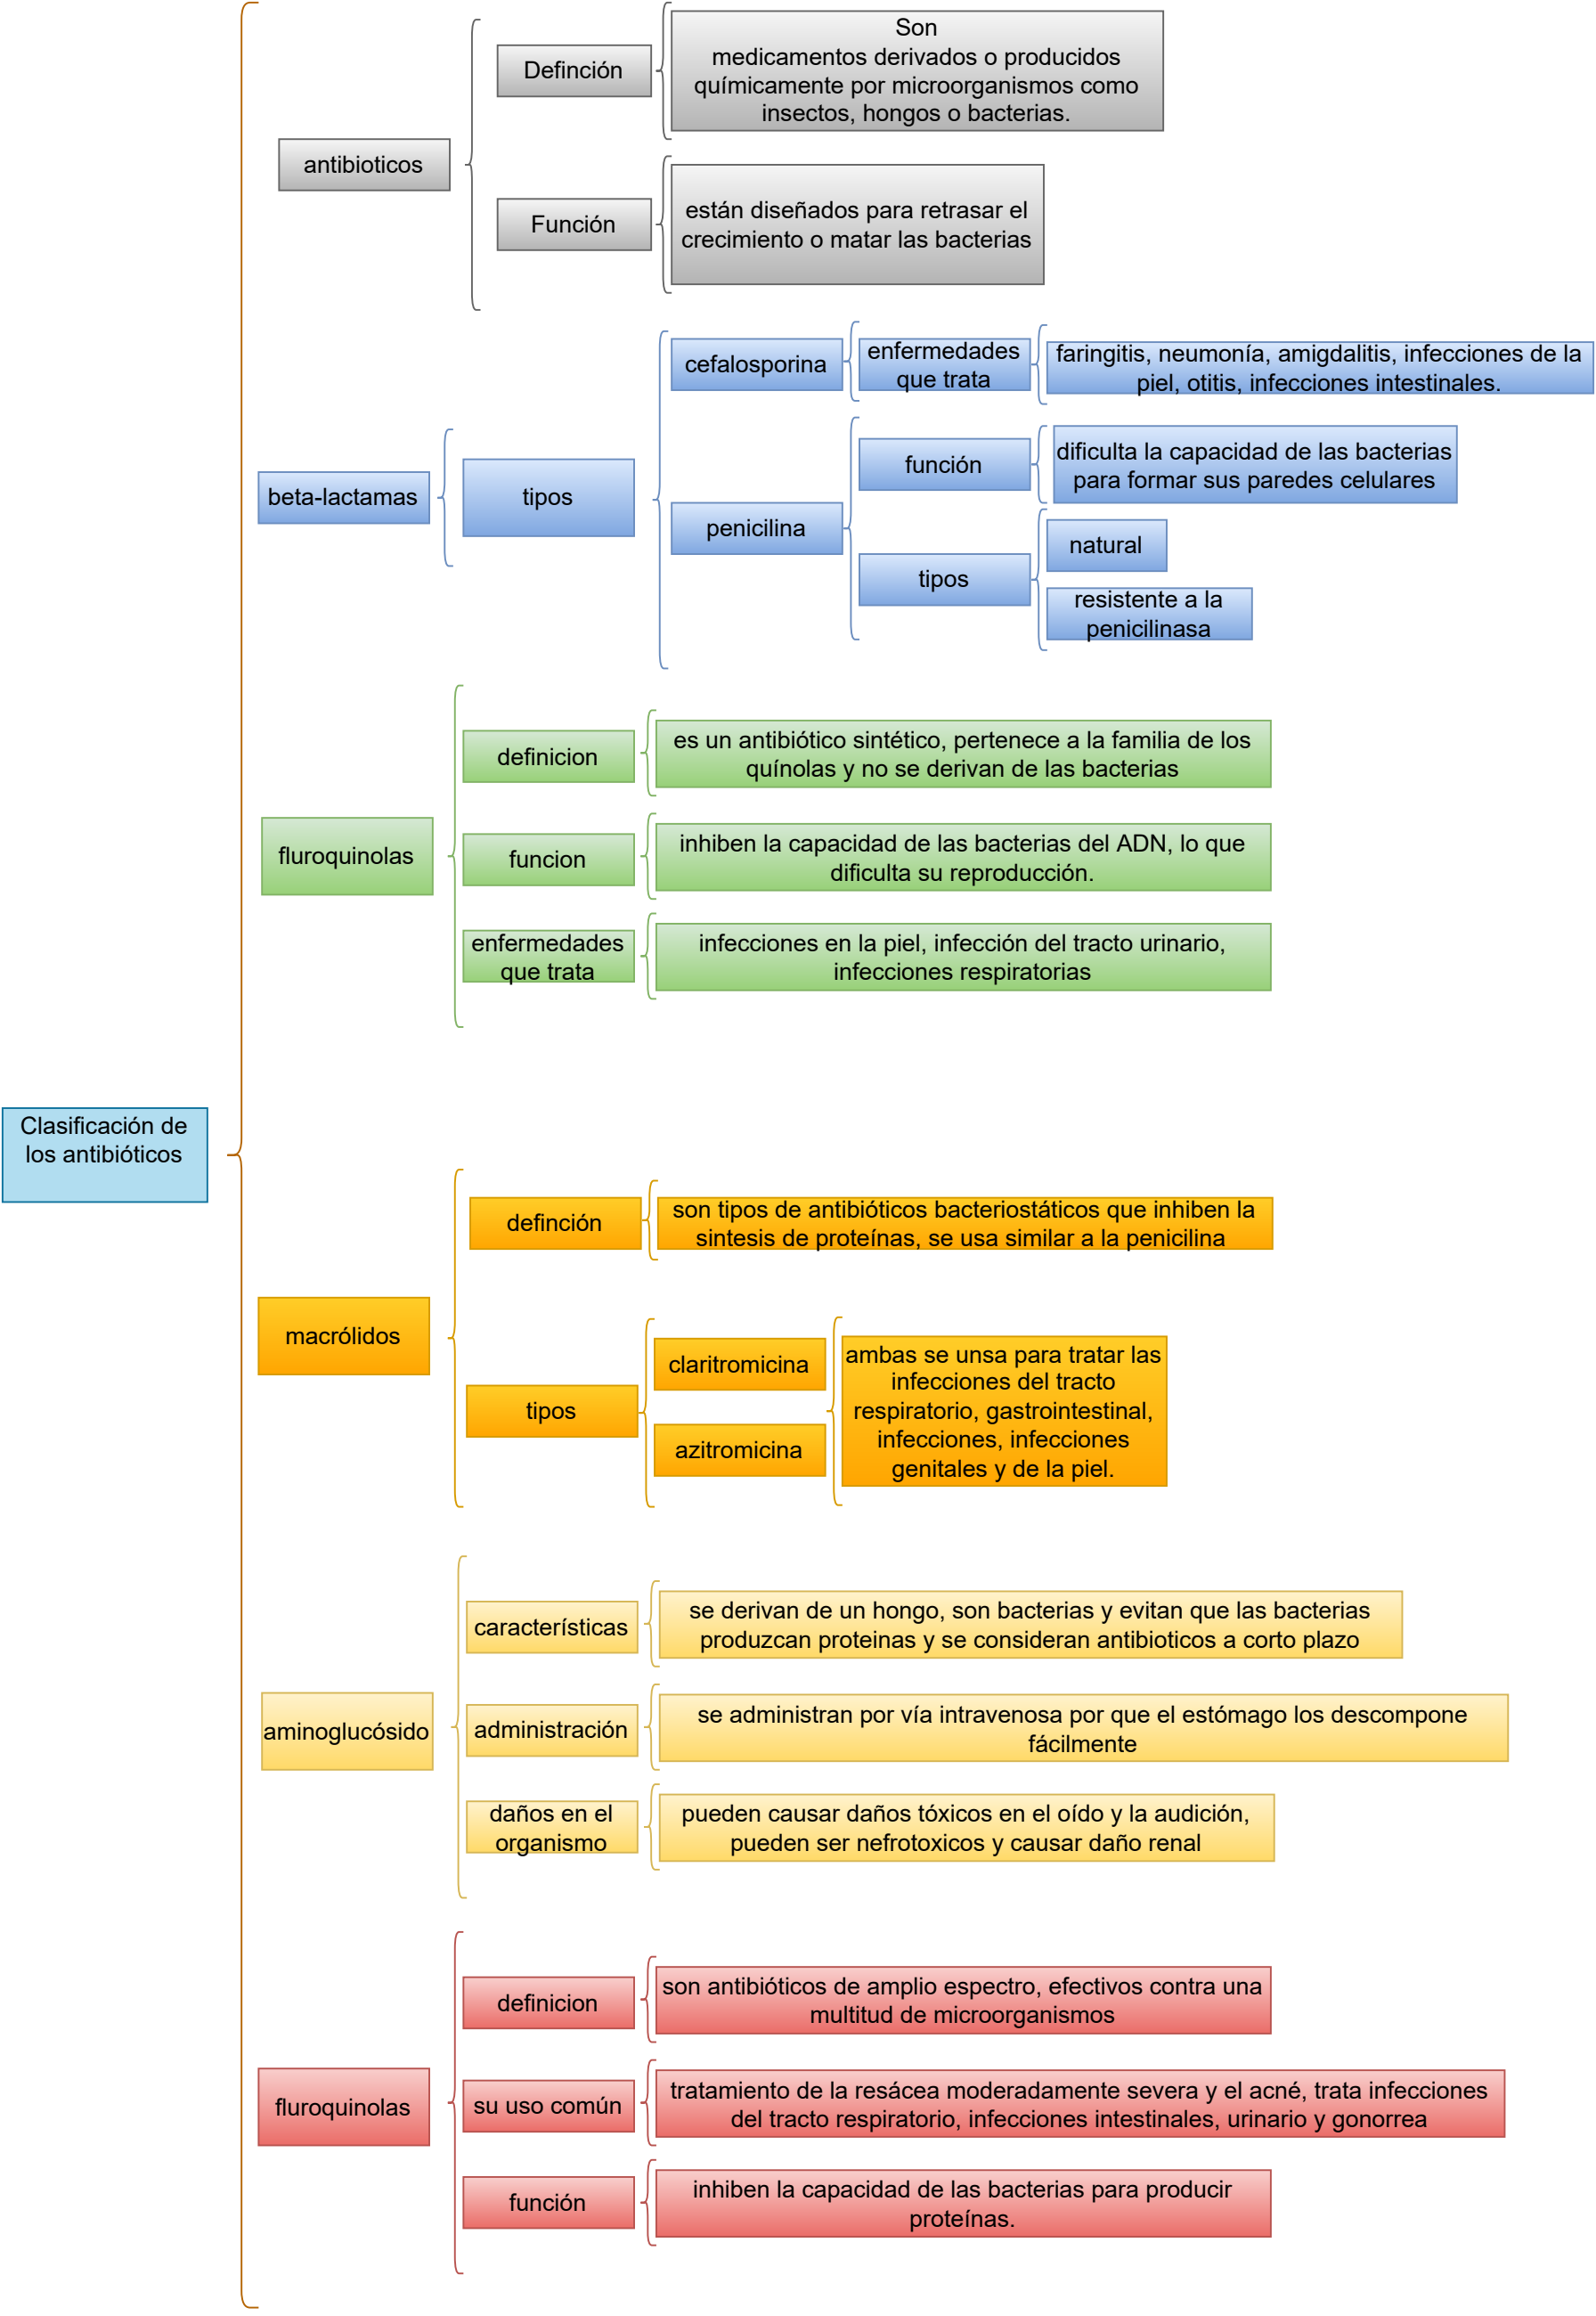 Clasificación de
los antibióticos
antibioticos
Definción
Son
medicamentos derivados o producidos
químicamente por microorganismos como
insectos, hongos o bacterias.
Función
están diseñados para retrasar el
crecimiento o matar las bacterias
beta-lactamas
tipos
cefalosporina
enfermedades
que trata
faringitis, neumonía, amigdalitis, infecciones de la
piel, otitis, infecciones intestinales.
penicilina
función
dificulta la capacidad de las bacterias
para formar sus paredes celulares
tipos
natural
resistente a la
penicilinasa
fluroquinolas
definicion
es un antibiótico sintético, pertenece a la familia de los
quínolas y no se derivan de las bacterias
funcion
inhiben la capacidad de las bacterias del ADN, lo que
dificulta su reproducción.
enfermedades
que trata
infecciones en la piel, infección del tracto urinario,
infecciones respiratorias
macrólidos
definción
son tipos de antibióticos bacteriostáticos que inhiben la
sintesis de proteínas, se usa similar a la penicilina
tipos
claritromicina
azitromicina
ambas se unsa para tratar las
infecciones del tracto
respiratorio, gastrointestinal,
infecciones, infecciones
genitales y de la piel.
aminoglucósido
características
se derivan de un hongo, son bacterias y evitan que las bacterias
produzcan proteinas y se consideran antibioticos a corto plazo
administración
se administran por vía intravenosa por que el estómago los descompone
fácilmente
daños en el
organismo
pueden causar daños tóxicos en el oído y la audición,
pueden ser nefrotoxicos y causar daño renal
fluroquinolas
definicion
son antibióticos de amplio espectro, efectivos contra una
multitud de microorganismos
su uso común
tratamiento de la resácea moderadamente severa y el acné, trata infecciones
del tracto respiratorio, infecciones intestinales, urinario y gonorrea
función
inhiben la capacidad de las bacterias para producir
proteínas.